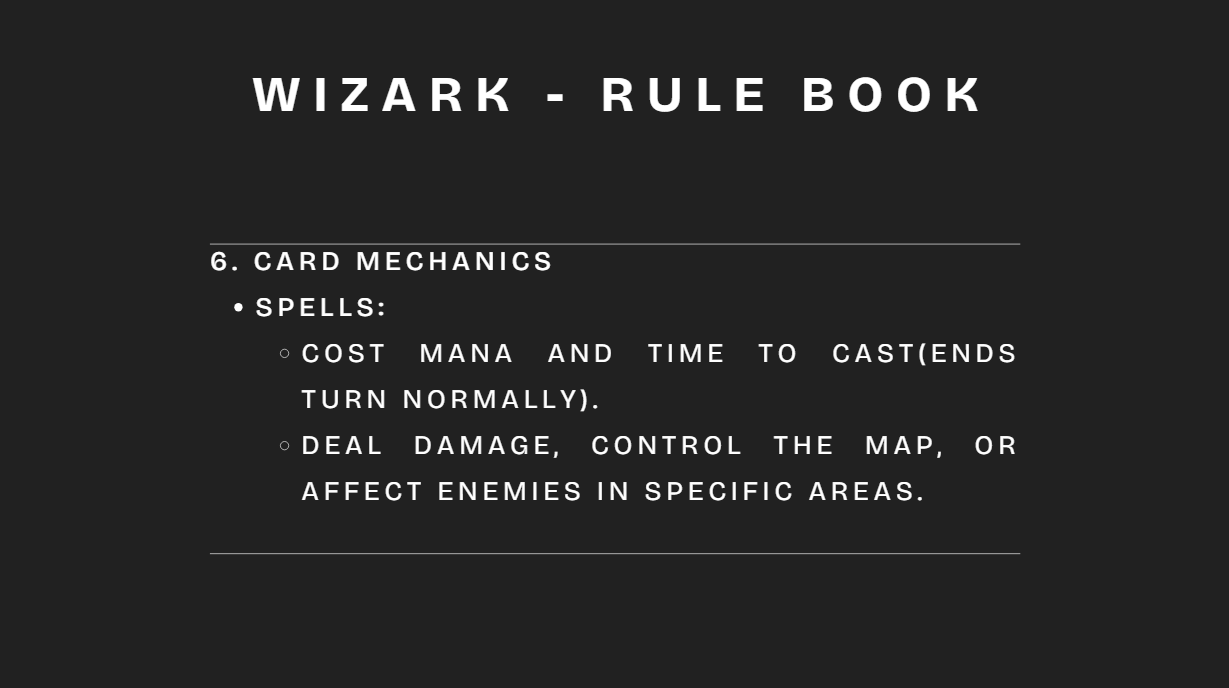 WIZARK - RULE BOOK
6. CARD MECHANICS
• SPELLS:
○ COST MANA AND TIME TO CAST(ENDS
TURN NORMALLY).
○ DEAL DAMAGE, CONTROL THE MAP, OR
AFFECT ENEMIES IN SPECIFIC AREAS.